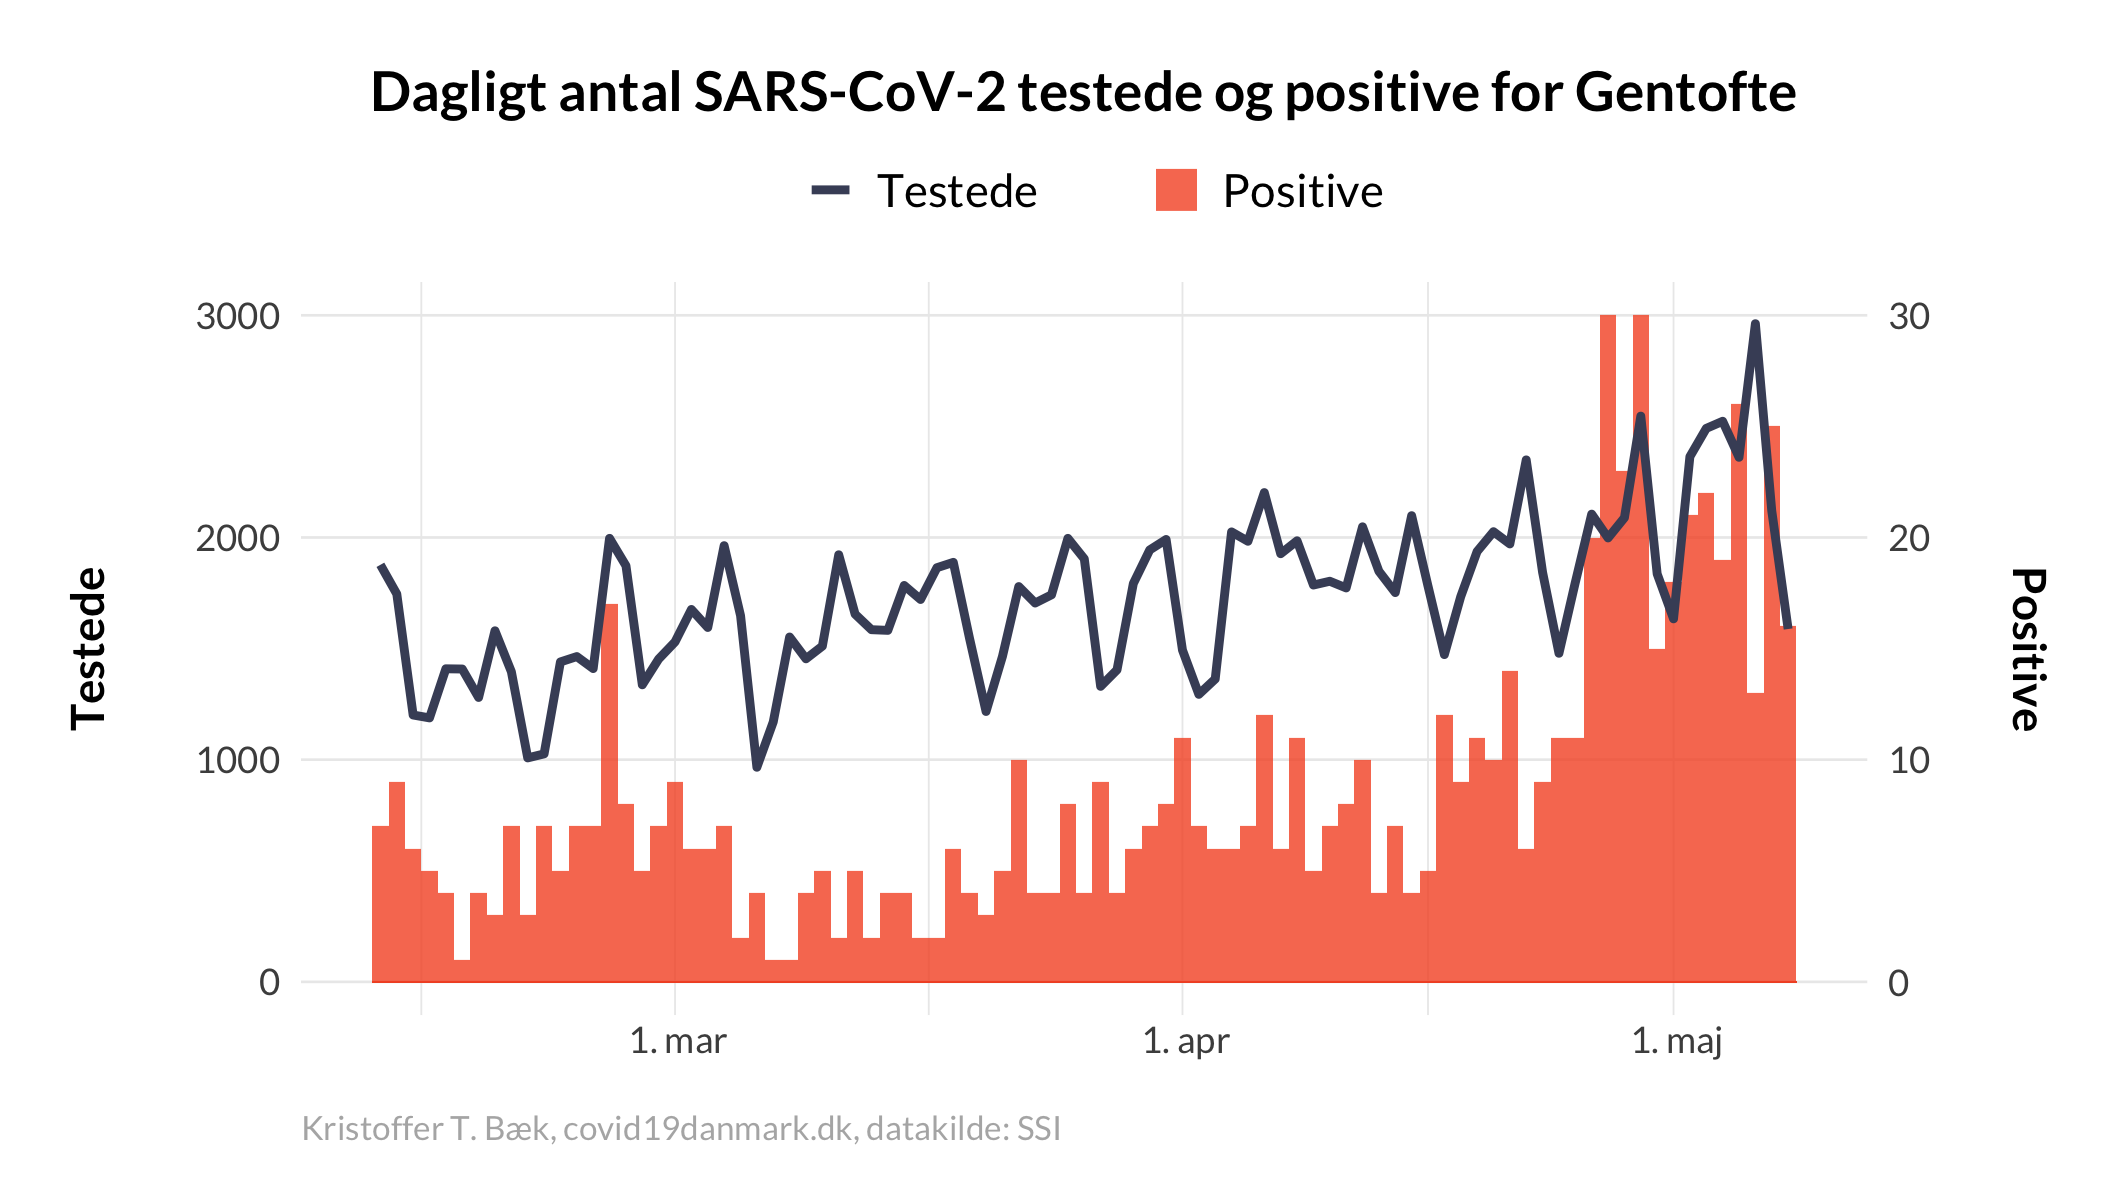 Dagligt antal SARS-CoV-2 testede og positive for Gentofte
Testede
Positive
3000
2000
1000
0
30
20
10
0
Testede
Positive
1. mar
1. apr
1. maj
Kristoffer T. Bæk, covid19danmark.dk, datakilde: SSI